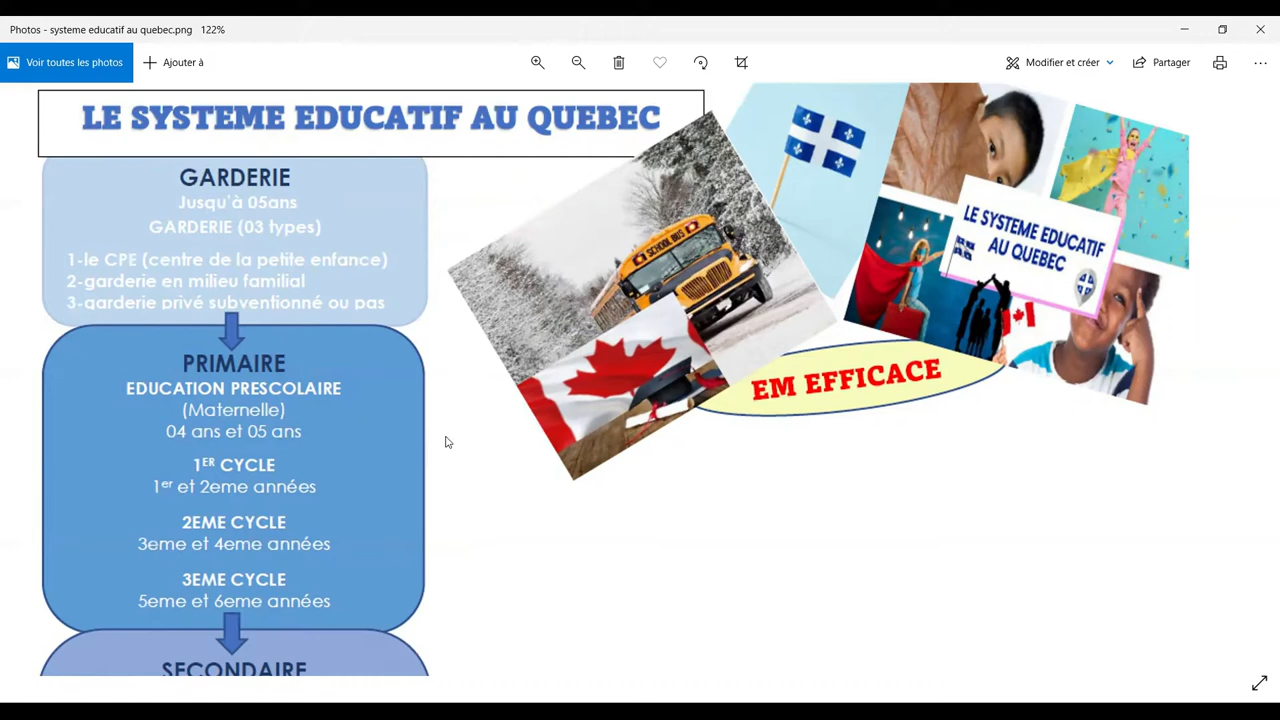 Photos - systeme educatif au quebec.png 122%
Voir toutes les photos
Ajouter à
Modifier et créer
Partager
LE SYSTEME EDUCATIF AU QUEBEC
GARDERIE
Jusqu'à 05ans
GARDERIE (03 types)
1-le CPE (centre de la petite enfance)
2-garderie en milieu familial
3-garderie privé subventionné ou pas
PRIMAIRE
EDUCATION PRESCOLAIRE
(Maternelle)
04 ans et 05 ans
1ER CYCLE
1er et 2eme années
2EME CYCLE
3eme et 4eme années
3EME CYCLE
5eme et 6eme années
SECONDAIRE
SCHOOL BUS
LE SYSTEME EDUCATIF
AU QUEBEC
EM EFFICACE